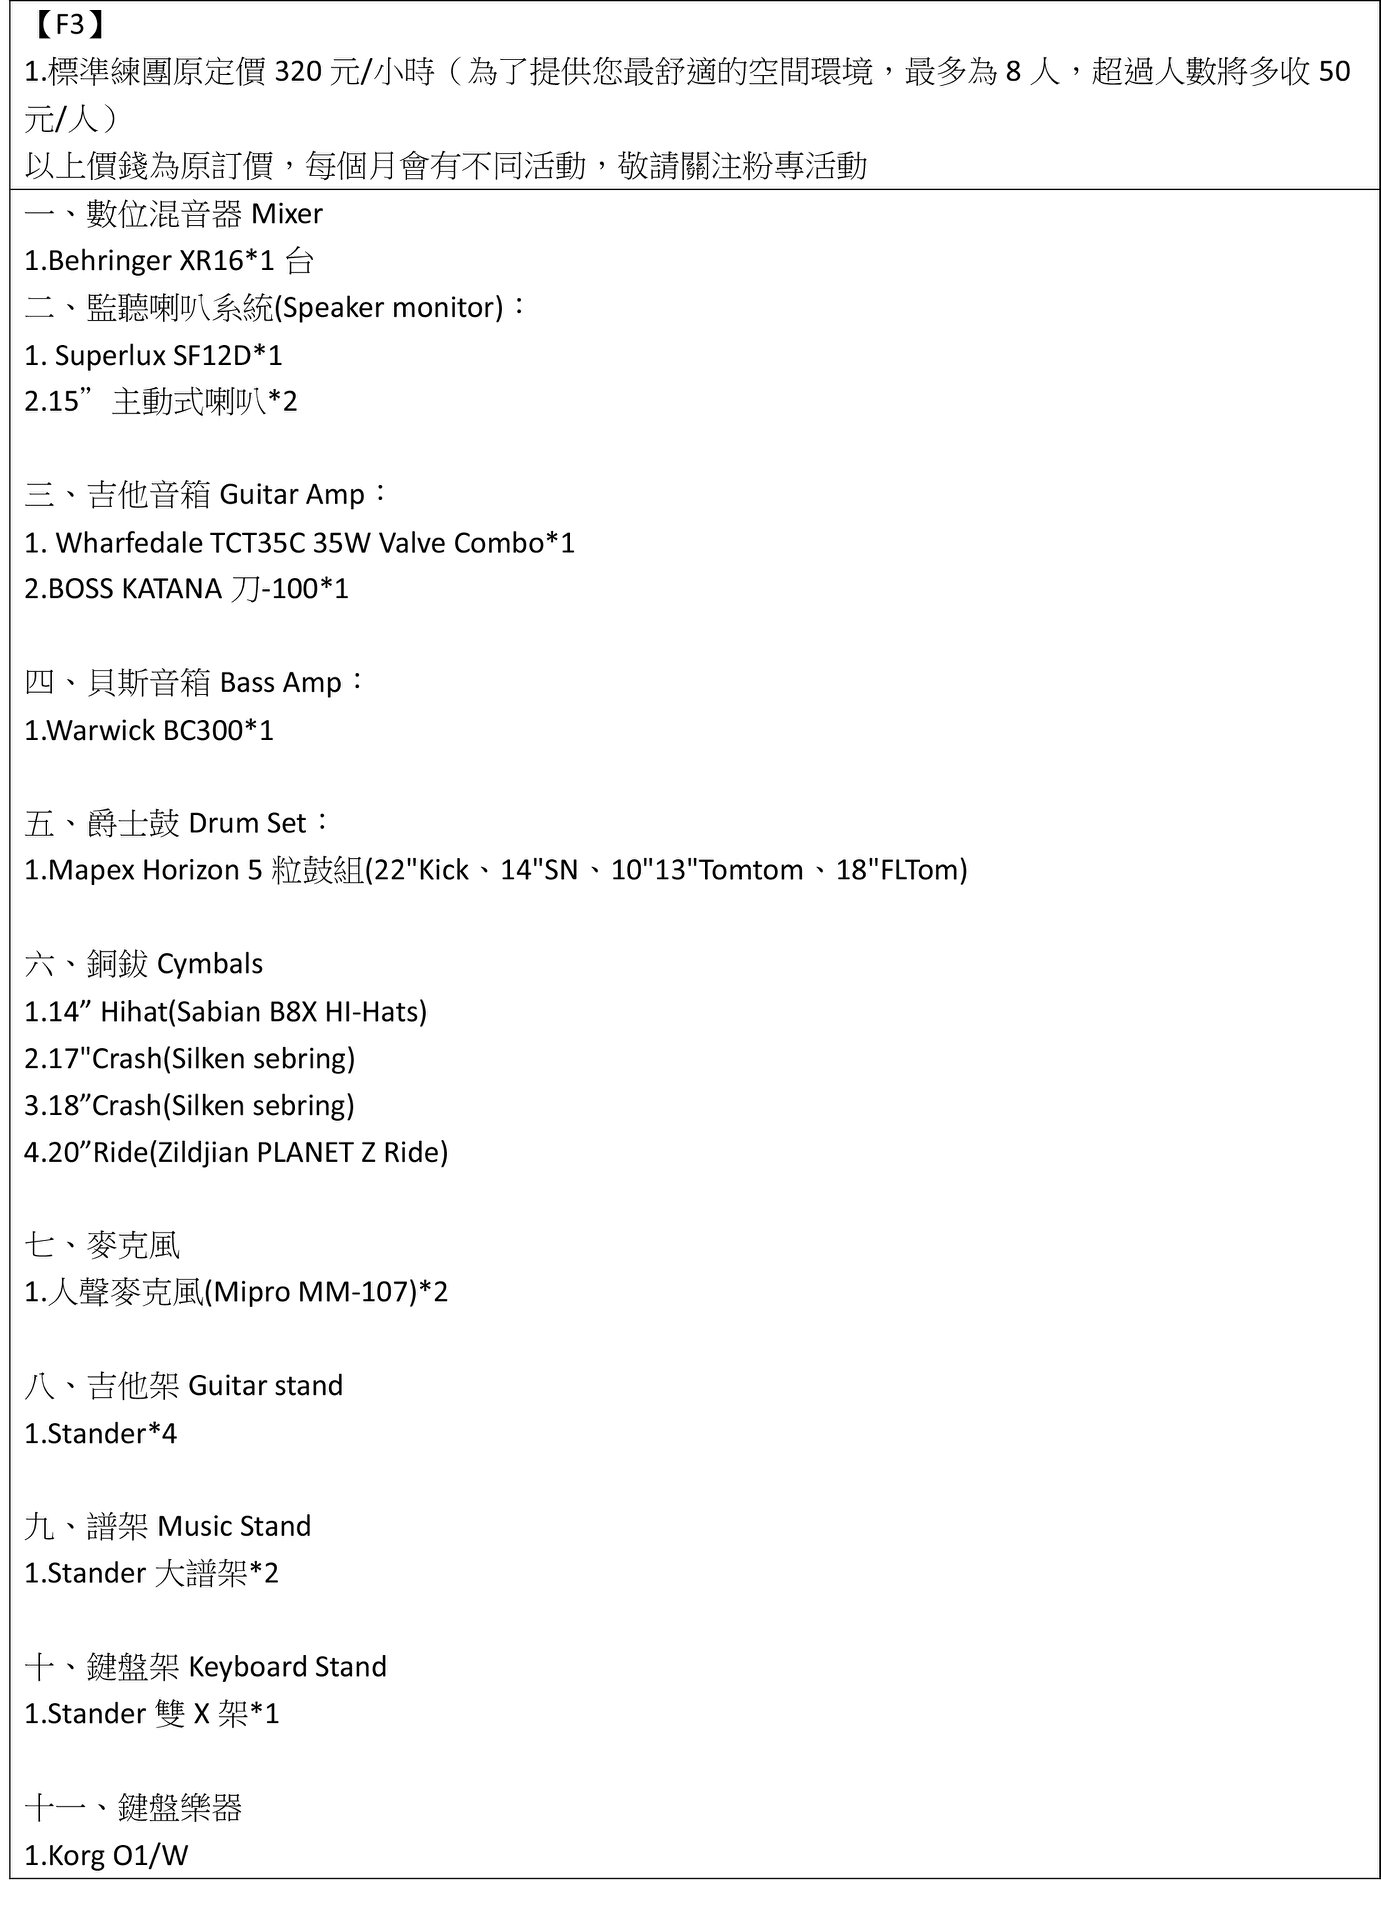 【F3】
1.標準練團原定價 320 元/小時（為了提供您最舒適的空間環境，最多為 8 人，超過人數將多收 50
元/人）
以上價錢為原訂價，每個月會有不同活動，敬請關注粉專活動
一、數位混音器 Mixer
1.Behringer XR16*1 台
二、監聽喇叭系統(Speaker monitor)：
1. Superlux SF12D*1
2.15” 主動式喇叭*2
三、吉他音箱 Guitar Amp：
1. Wharfedale TCT35C 35W Valve Combo*1
2.BOSS KATANA 刀-100*1
四、貝斯音箱 Bass Amp：
1.Warwick BC300*1
五、爵士鼓 Drum Set：
1.Mapex Horizon 5 粒鼓組(22"Kick、14"SN、10"13"Tomtom、18"FLTom)
六、銅鈸 Cymbals
1.14” Hihat(Sabian B8X HI-Hats)
2.17"Crash(Silken sebring)
3.18”Crash(Silken sebring)
4.20”Ride(Zildjian PLANET Z Ride)
七、麥克風
1.人聲麥克風(Mipro MM-107)*2
八、吉他架 Guitar stand
1.Stander*4
九、譜架 Music Stand
1.Stander 大譜架*2
十、鍵盤架 Keyboard Stand
1.Stander 雙 X 架*1
十一、鍵盤樂器
1.Korg O1/W